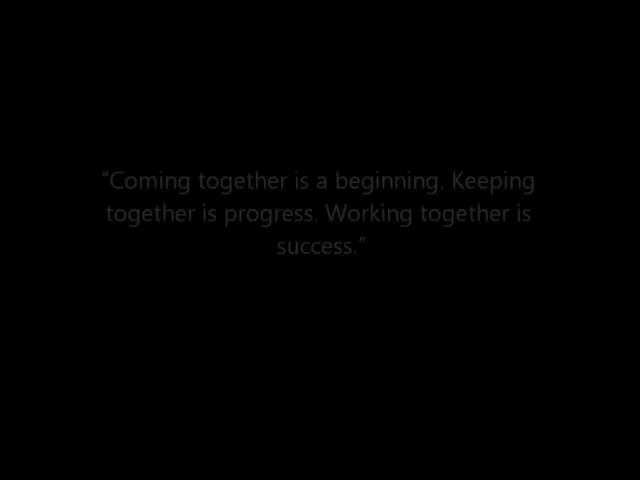 “Coming together is a beginning. Keeping
together is progress. Working together is
success.”